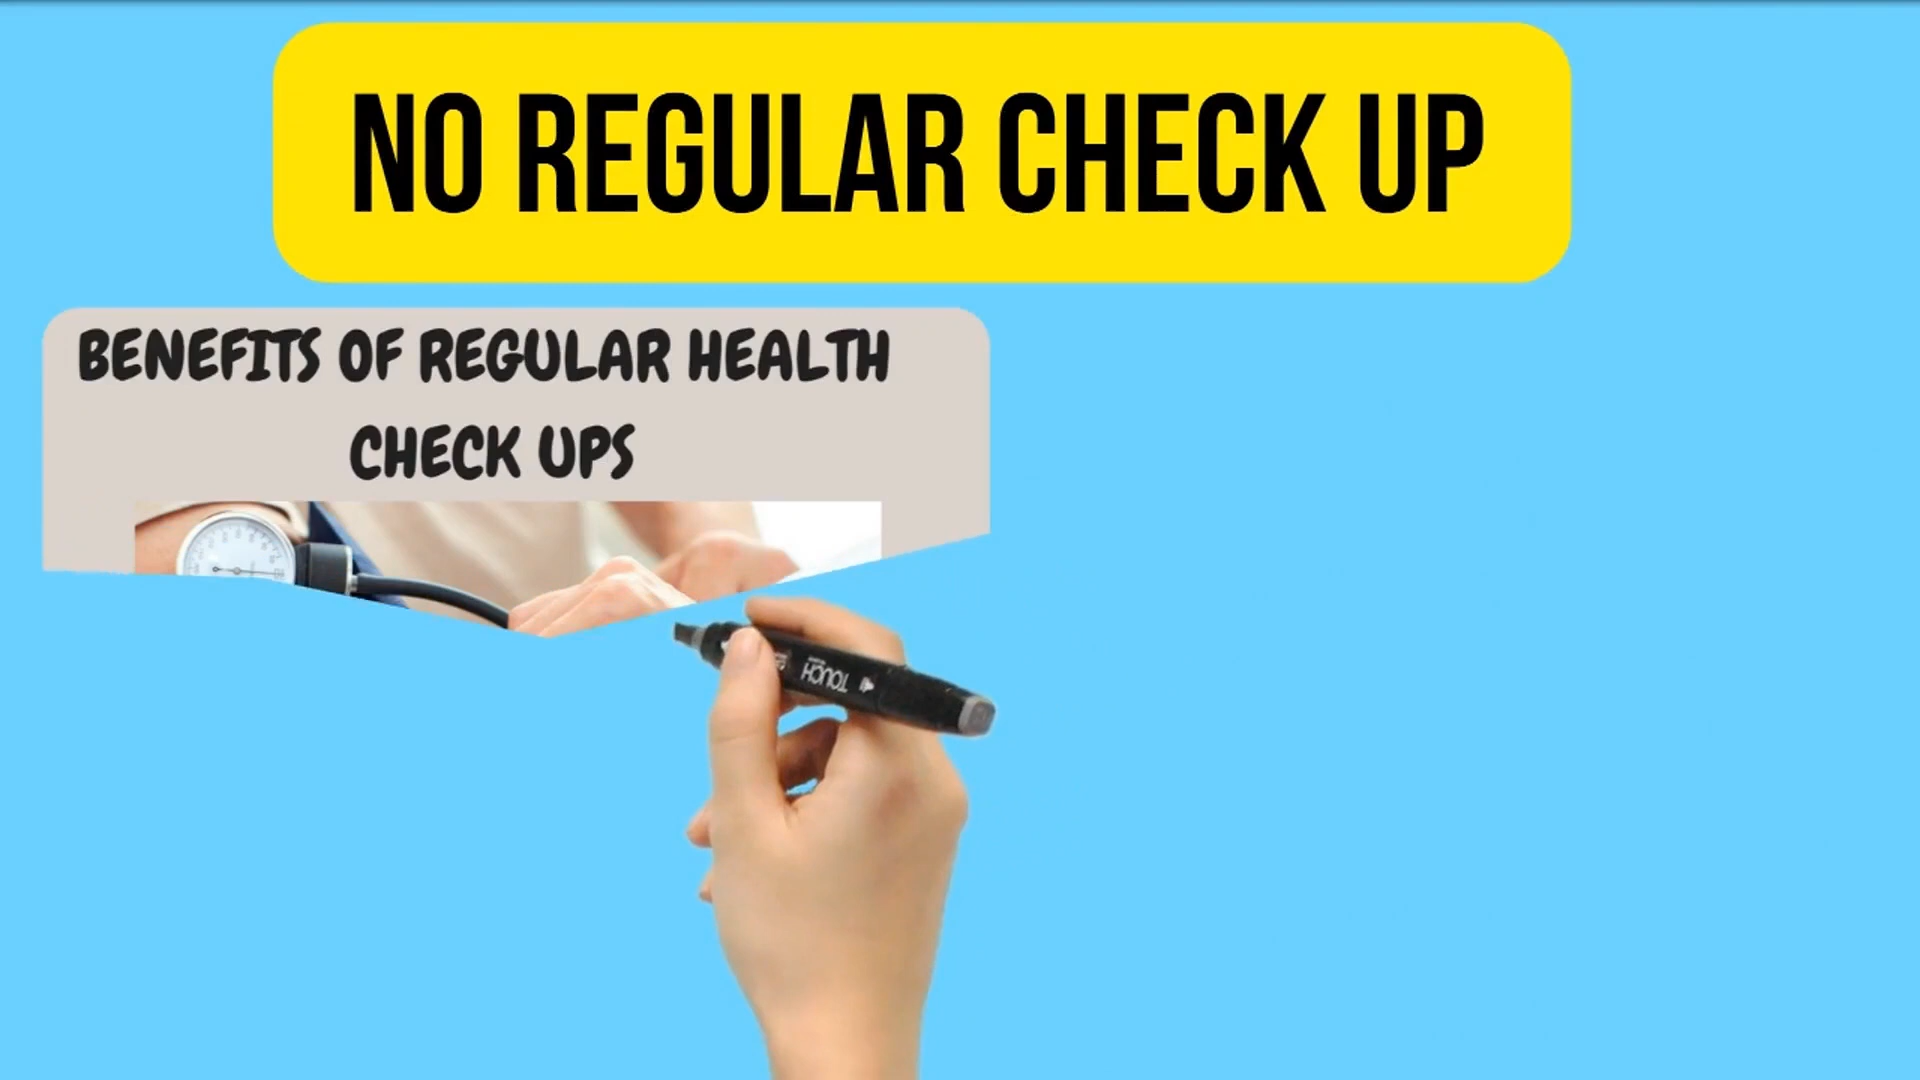 NO REGULAR CHECK UP
BENEFITS OF REGULAR HEALTH
CHECK UPS
TOUCH